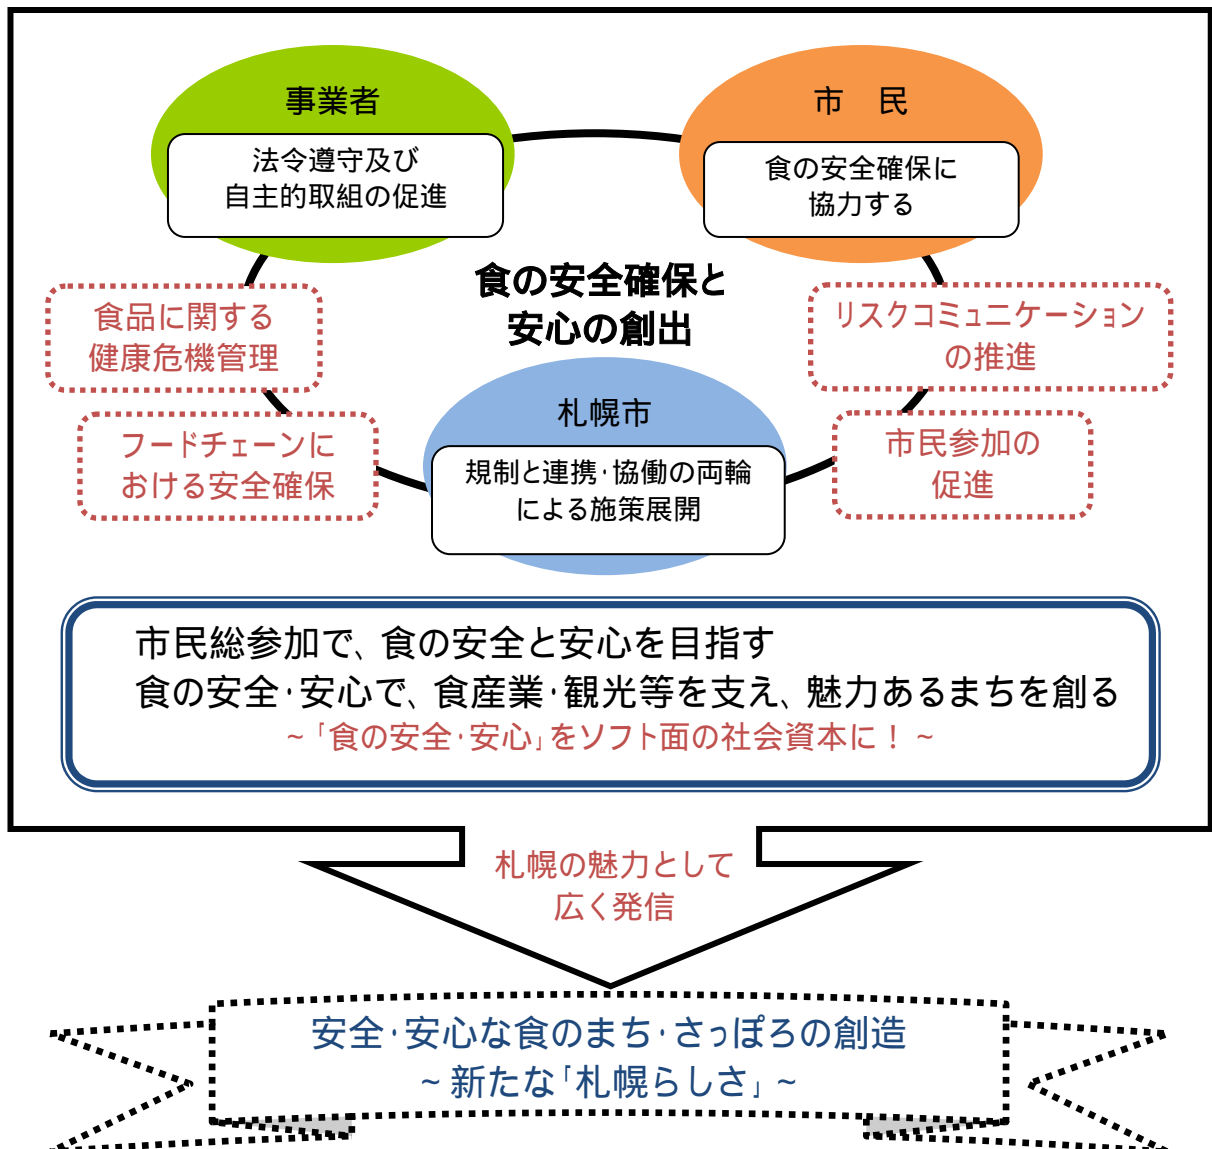 事業者
法令遵守及び
自主的取組の促進
市　民
食の安全確保に
協力する
食の安全確保と
安心の創出
食品に関する
健康危機管理
リスクコミュニケーション
の推進
フードチェーンに
おける安全確保
札幌市
規制と連携・協働の両輪
による施策展開
市民参加の
促進
市民総参加で、食の安全と安心を目指す
食の安全・安心で、食産業・観光等を支え、魅力あるまちを創る
~「食の安全・安心」をソフト面の社会資本に！~
札幌の魅力として
広く発信
安全・安心な食のまち・さっぽろの創造
~新たな「札幌らしさ」~